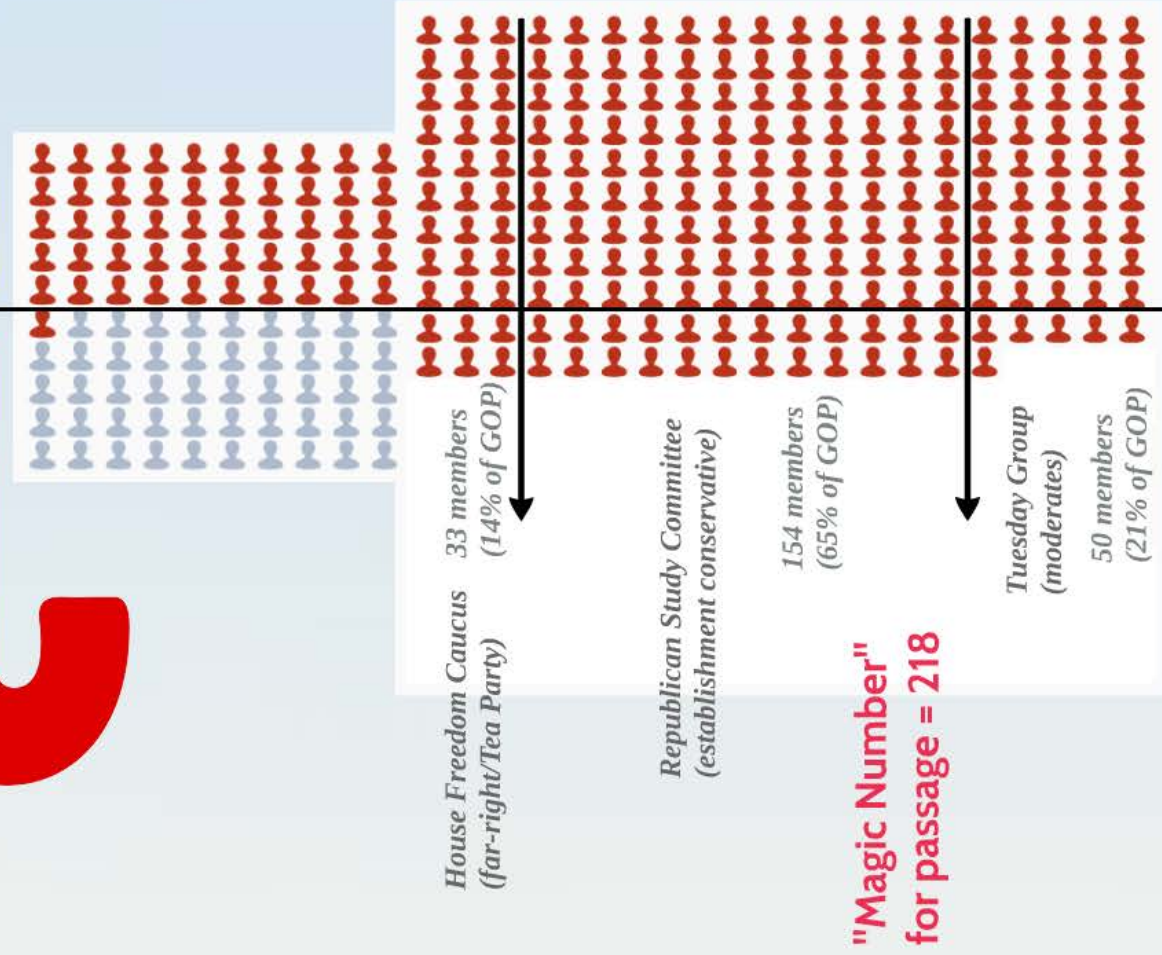 House Freedom Caucus
(far-right/Tea Party)
33 members
(14% of GOP)
Republican Study Committee
(establishment conservative)
154 members
(65% of GOP)
Tuesday Group
(moderates)
50 members
(21% of GOP)
"Magic Number"
for passage = 218